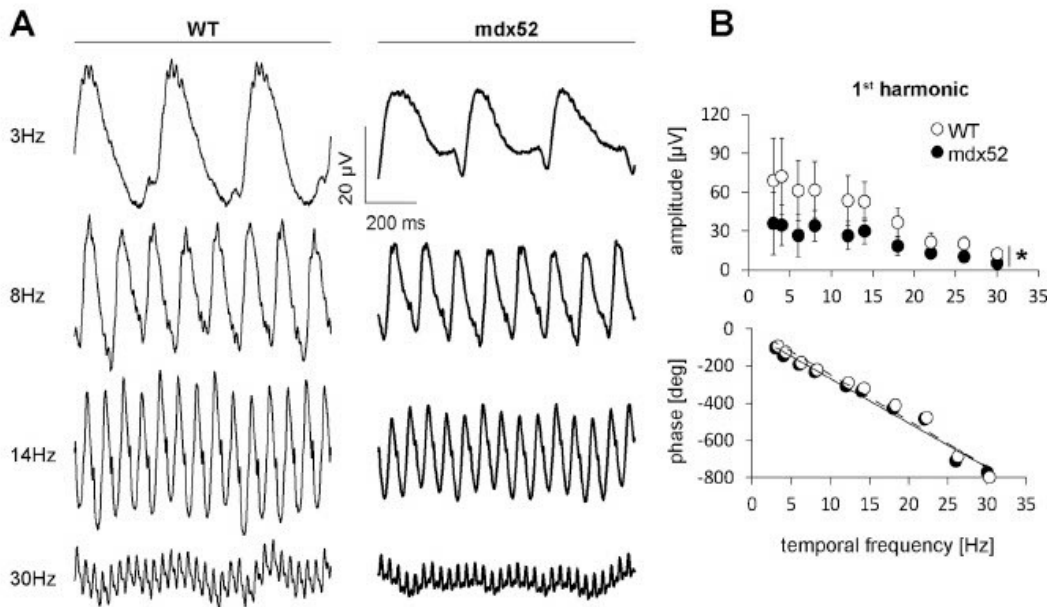 A
WT
mdx52
B
3Hz
20 µV
200 ms
8Hz
14Hz
30Hz
1st harmonic
WT
mdx52
amplitude [µV]
120
90
60
30
0
*
0 5 10 15 20 25 30 35
phase [deg]
0
-200
-400
-600
-800
0 5 10 15 20 25 30 35
temporal frequency [Hz]